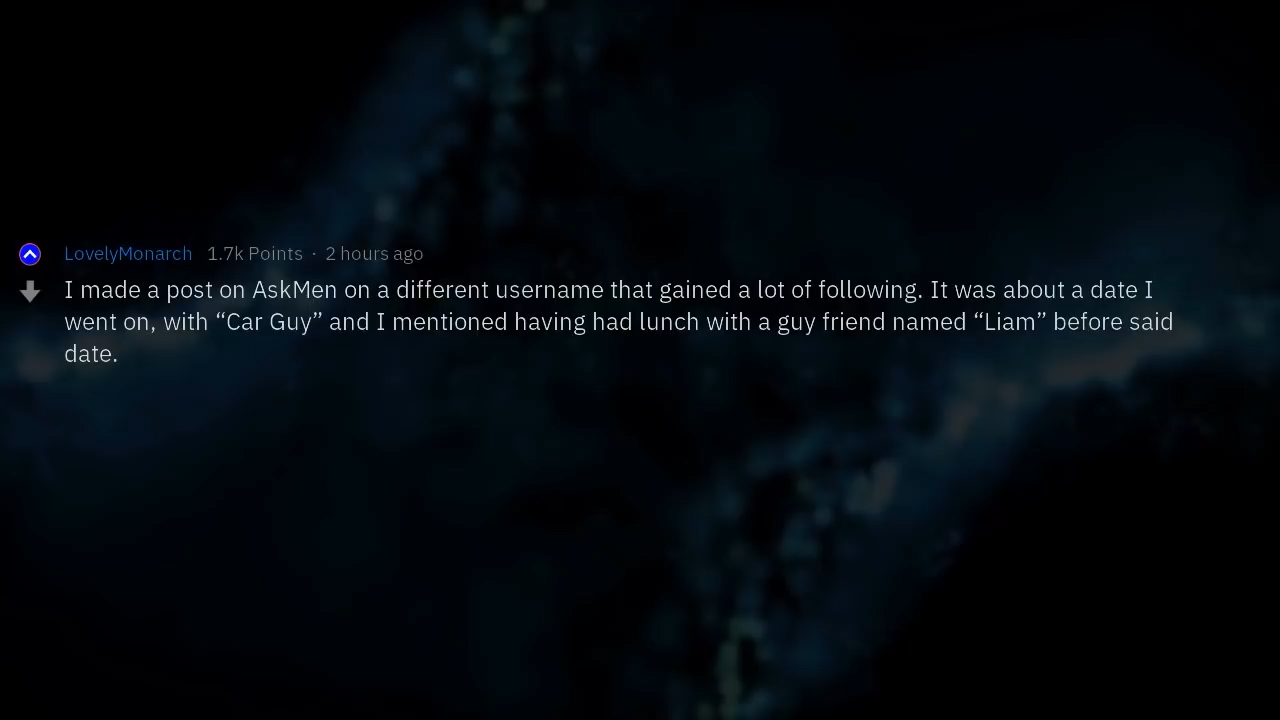 LovelyMonarch 1.7k Points · 2 hours ago
I made a post on AskMen on a different username that gained a lot of following. It was about a date I
went on, with “Car Guy” and I mentioned having had lunch with a guy friend named “Liam” before said
date.